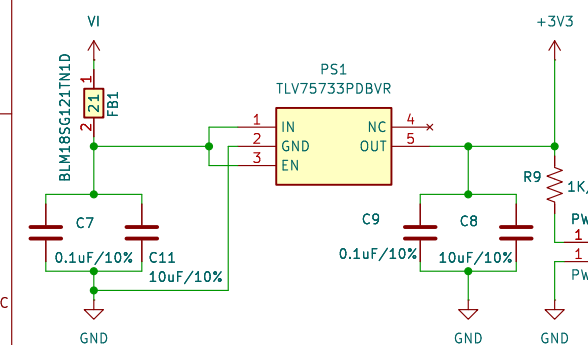 VI
+3V3
PS1
TLV75733PDBVR
BLM18SG121TN1D
1
21
2
FB1
1 IN
2 GND
3 EN
NC 4
OUT 5
R9
1K/
C7
0.1uF/10%
C11
10uF/10%
C9
0.1uF/10%
C8
10uF/10%
PW
1
1
PW
C
GND
GND
GND